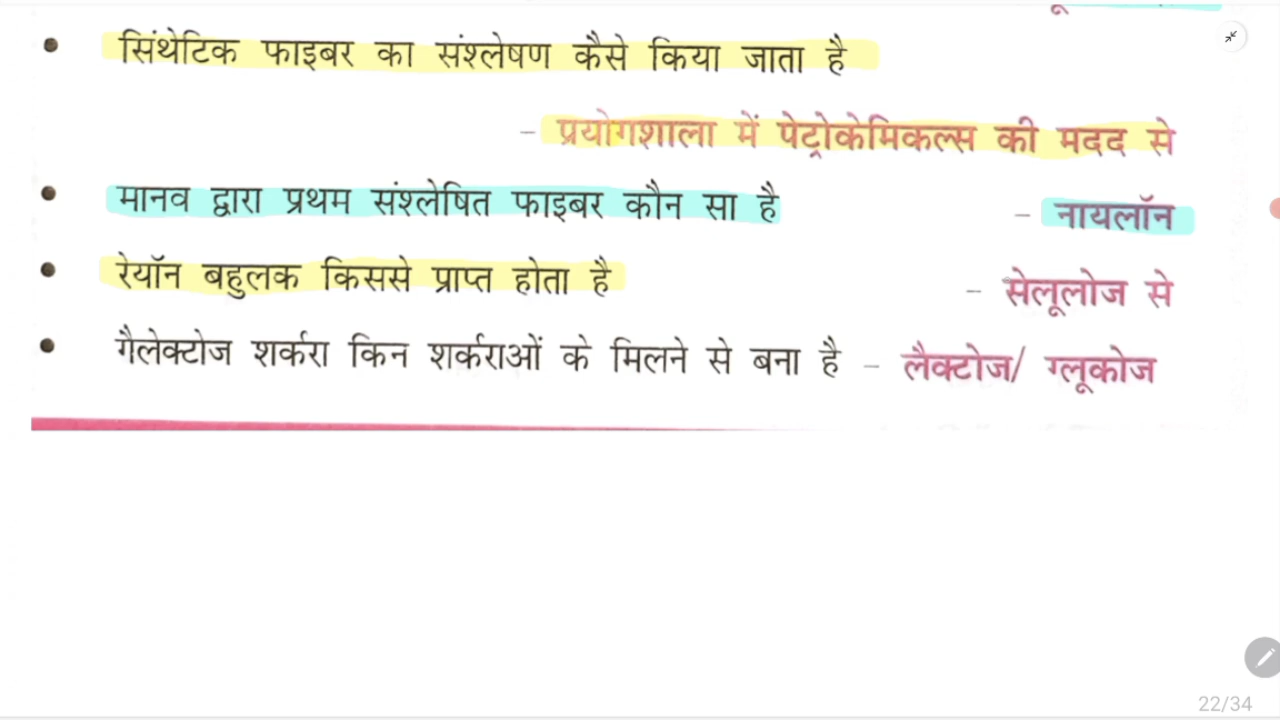 • सिंथेटिक फाइबर का संश्लेषण कैसे किया जाता है
– प्रयोगशाला में पेट्रोकेमिकल्स की मदद से
• मानव द्वारा प्रथम संश्लेषित फाइबर कौन सा है – नायलॉन
• रेयॉन बहुलक किससे प्राप्त होता है – सेलूलोज से
• गैलेक्टोज शर्करा किन शर्कराओं के मिलने से बना है – लैक्टोज/ ग्लूकोज
22/34